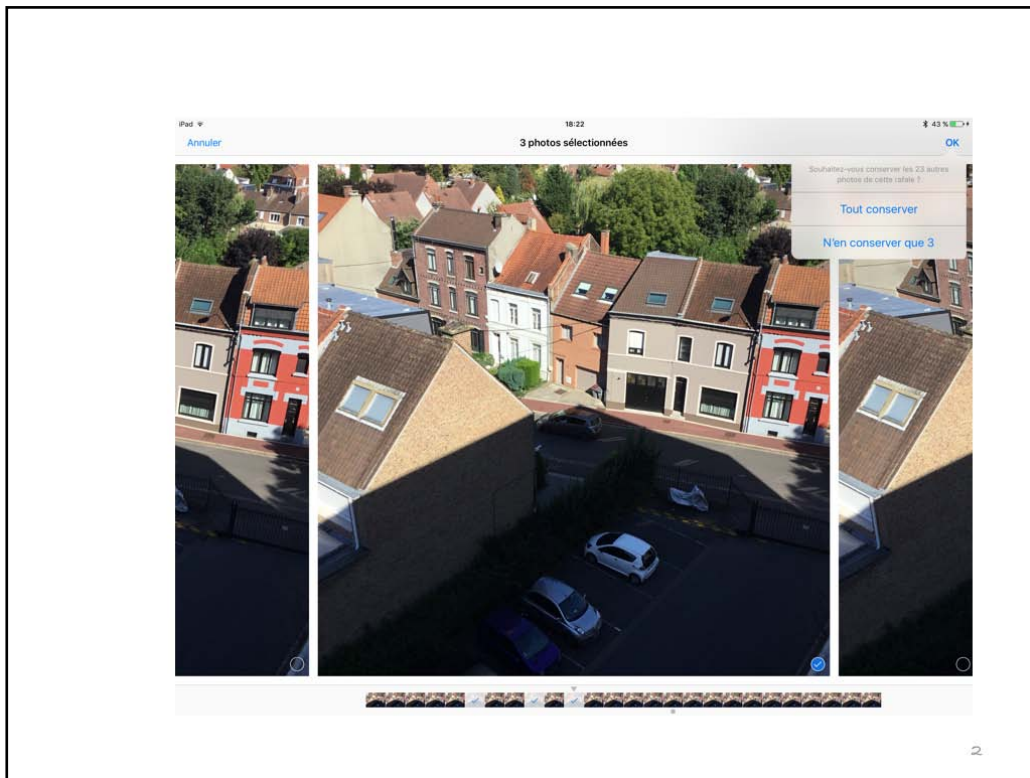 iPad 18:22 43 %
Annuler 3 photos sélectionnées OK
Souhaitez-vous conserver les 23 autres
photos de cette rafale ?
Tout conserver
N'en conserver que 3
2